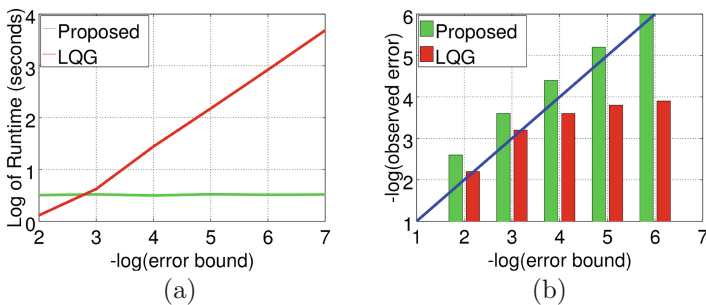 Log of Runtime (seconds)
4
3
2
1
0
Proposed
LQG
2 3 4 5 6 7
-log(error bound)
(a)
-log(observed error)
6
5
4
3
2
1
Proposed
LQG
1 2 3 4 5 6 7
-log(error bound)
(b)